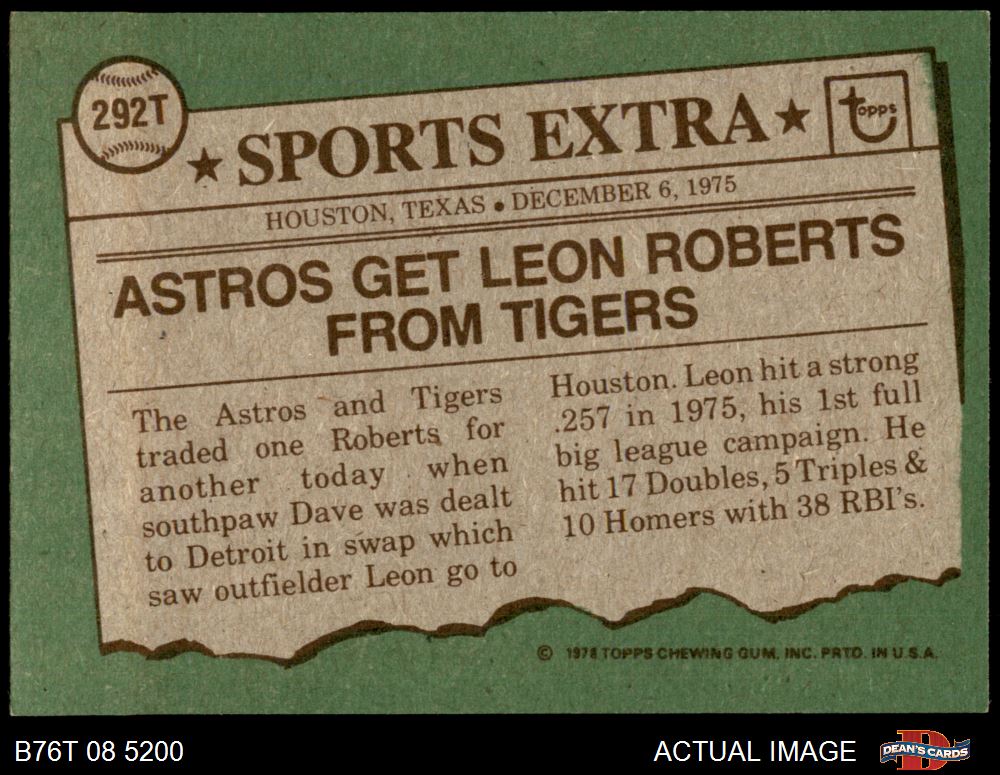 292T
★ SPORTS EXTRA ★
Topps
HOUSTON, TEXAS • DECEMBER 6, 1975
ASTROS GET LEON ROBERTS
FROM TIGERS
The Astros and Tigers
traded one Roberts for
another today when
southpaw Dave was dealt
to Detroit in swap which
saw outfielder Leon go to
Houston. Leon hit a strong
.257 in 1975, his 1st full
big league campaign. He
hit 17 Doubles, 5 Triples &
10 Homers with 38 RBI's.
© 1976 TOPPS CHEWING GUM, INC. PRTD. IN U.S.A.
B76T 08 5200
ACTUAL IMAGE
DEAN'S CARDS